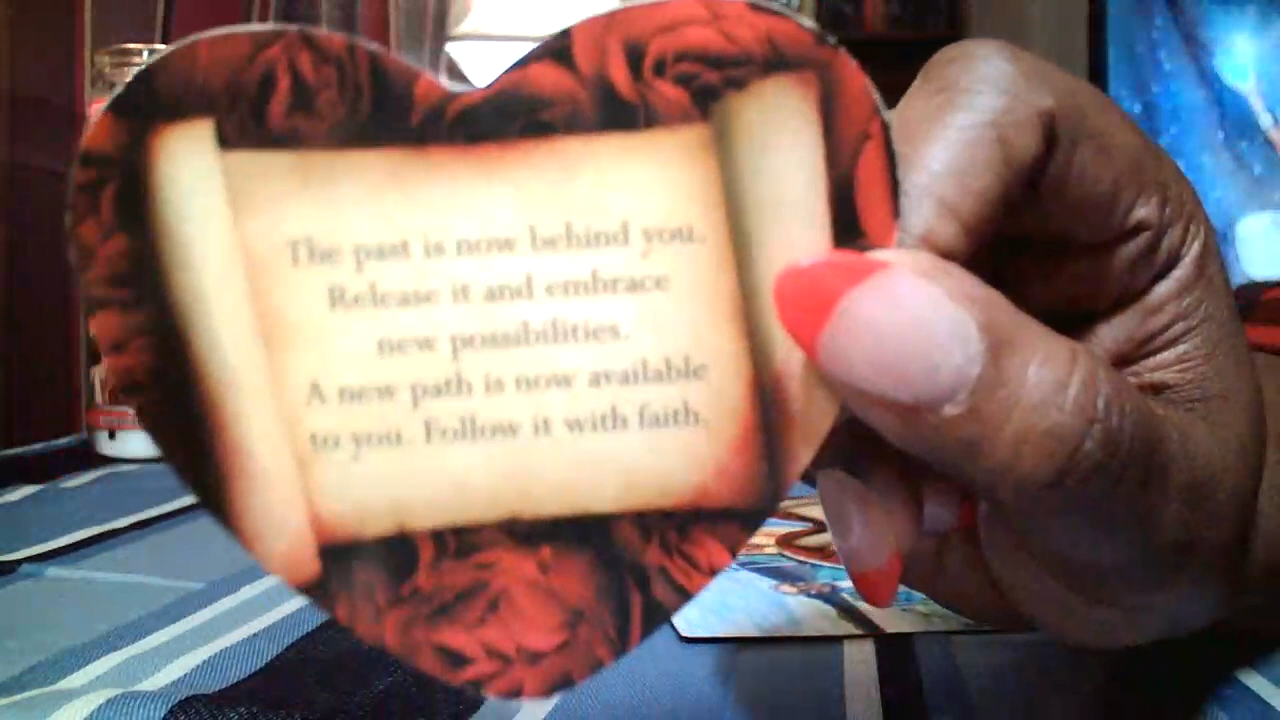 The past is now behind you.
Release it and embrace
new possibilities.
A new path is now available
to you. Follow it with faith.